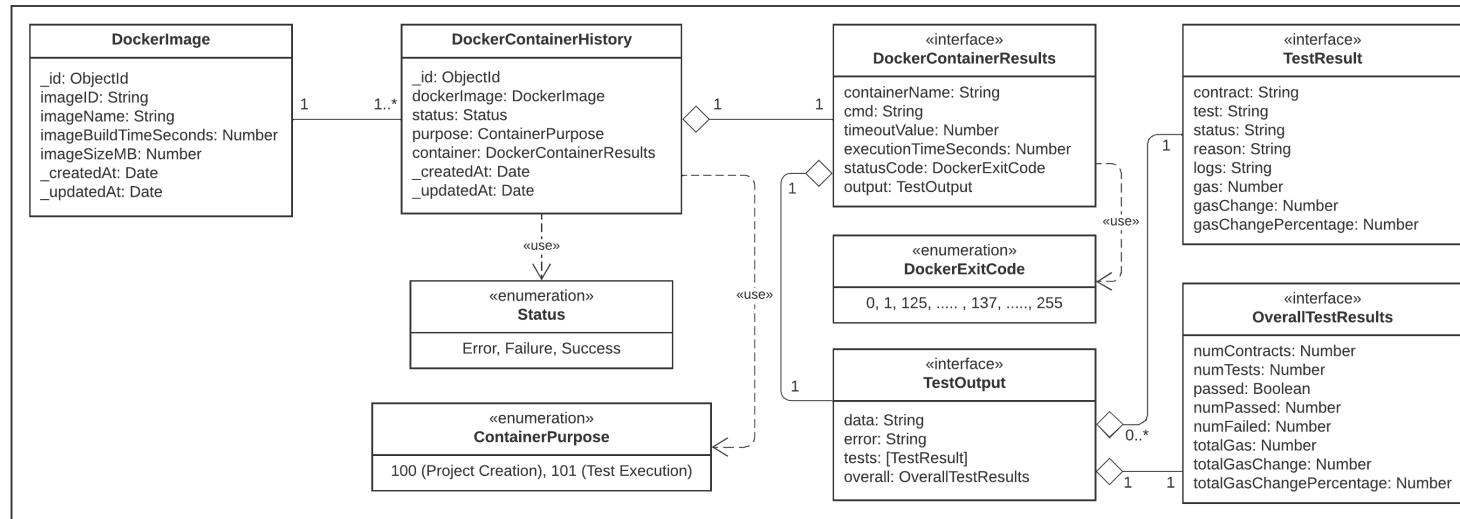 DockerImage
_id: ObjectId
imageID: String
imageName: String
imageBuildTimeSeconds: Number
imageSizeMB: Number
_createdAt: Date
_updatedAt: Date
1
1..*
DockerContainerHistory
_id: ObjectId
dockerImage: DockerImage
status: Status
purpose: ContainerPurpose
container: DockerContainerResults
_createdAt: Date
_updatedAt: Date
1
1
«interface»
DockerContainerResults
containerName: String
cmd: String
timeoutValue: Number
executionTimeSeconds: Number
statusCode: DockerExitCode
output: TestOutput
«interface»
TestResult
contract: String
test: String
status: String
reason: String
logs: String
gas: Number
gasChange: Number
gasChangePercentage: Number
1
1
«use»
«use»
«use»
«enumeration»
Status
Error, Failure, Success
«enumeration»
DockerExitCode
0, 1, 125, ..... , 137, ....., 255
«enumeration»
ContainerPurpose
100 (Project Creation), 101 (Test Execution)
1
«interface»
TestOutput
data: String
error: String
tests: [TestResult]
overall: OverallTestResults
0..*
1
1
«interface»
OverallTestResults
numContracts: Number
numTests: Number
passed: Boolean
numPassed: Number
numFailed: Number
totalGas: Number
totalGasChange: Number
totalGasChangePercentage: Number